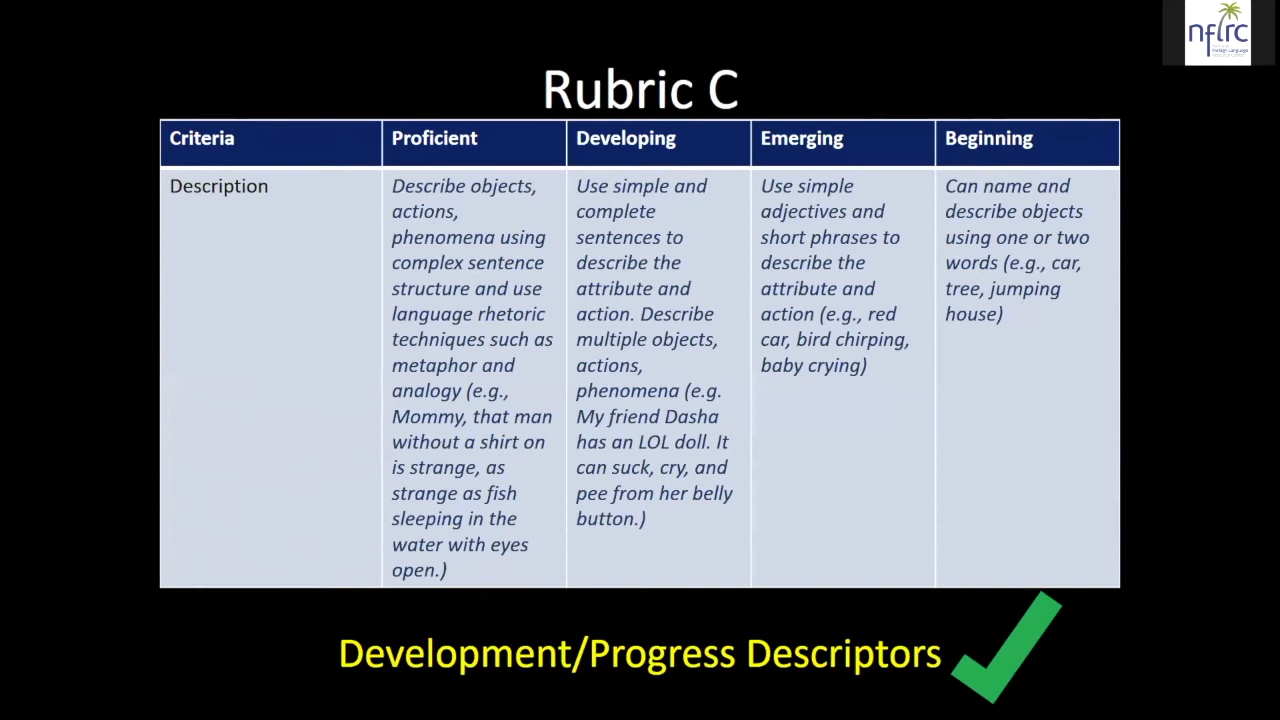 nflrc
Foreign Language
Rubric C
Criteria
Proficient
Developing
Emerging
Beginning
Description
Describe objects,
actions,
phenomena using
complex sentence
structure and use
language rhetoric
techniques such as
metaphor and
analogy (e.g.,
Mommy, that man
without a shirt on
is strange, as
strange as fish
sleeping in the
water with eyes
open.)
Use simple and
complete
sentences to
describe the
attribute and
action. Describe
multiple objects,
actions,
phenomena (e.g.
My friend Dasha
has an LOL doll. It
can suck, cry, and
pee from her belly
button.)
Use simple
adjectives and
short phrases to
describe the
attribute and
action (e.g., red
car, bird chirping,
baby crying)
Can name and
describe objects
using one or two
words (e.g., car,
tree, jumping
house)
Development/Progress Descriptors